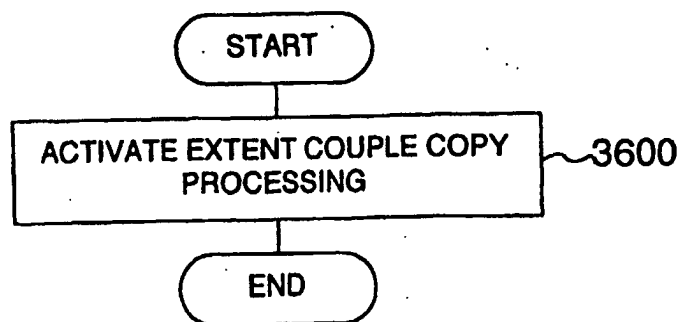 START
ACTIVATE EXTENT COUPLE COPY
PROCESSING
3600
END